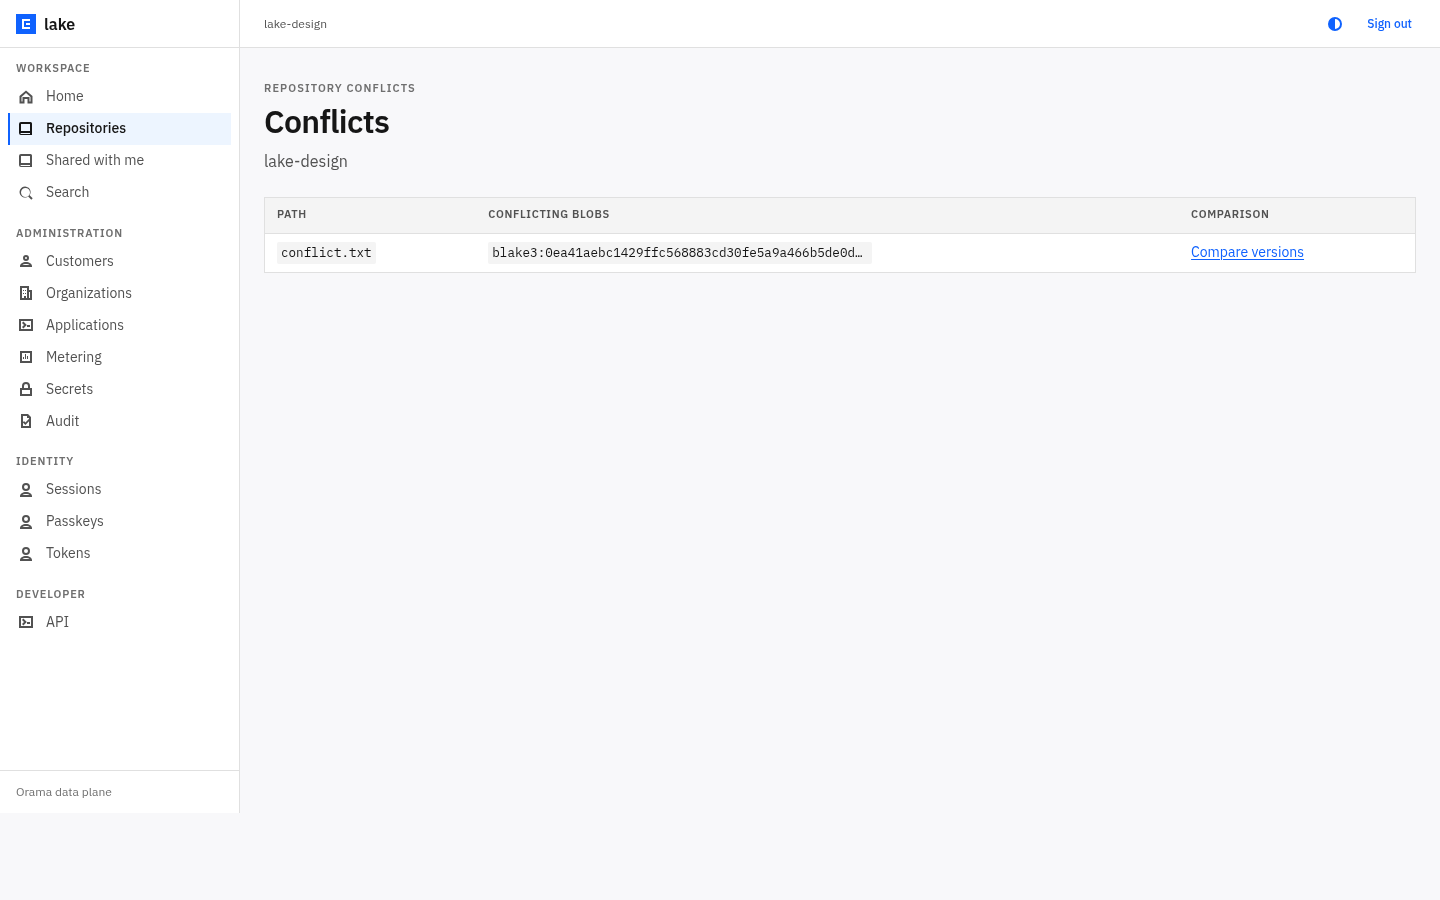 lake
lake-design
Sign out
WORKSPACE
Home
Repositories
Shared with me
Search
ADMINISTRATION
Customers
Organizations
Applications
Metering
Secrets
Audit
IDENTITY
Sessions
Passkeys
Tokens
DEVELOPER
API
Orama data plane
REPOSITORY CONFLICTS
Conflicts
lake-design
PATH CONFLICTING BLOBS COMPARISON
conflict.txt blake3:0ea41aebc1429ffc568883cd30fe5a9a466b5de0d… Compare versions